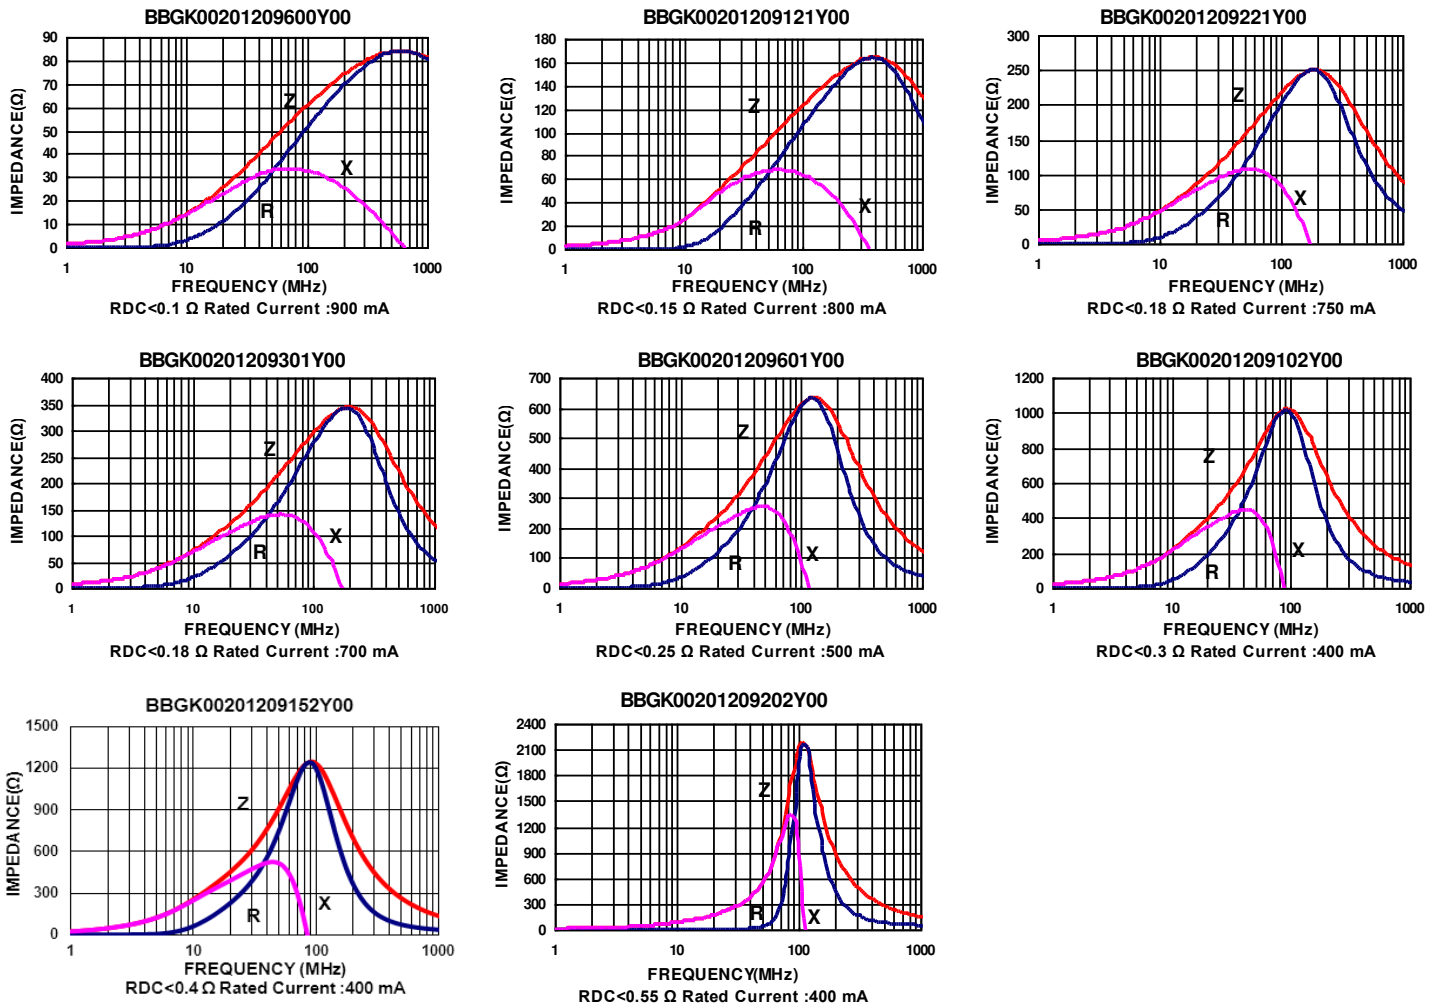 BBGK00201209600Y00
IMPEDANCE(Ω)
90
80
70
60
50
40
30
20
10
0
Z
X
R
1 10 100 1000
FREQUENCY (MHz)
RDC<0.1 Ω Rated Current :900 mA
BBGK00201209121Y00
IMPEDANCE(Ω)
180
160
140
120
100
80
60
40
20
0
Z
X
R
1 10 100 1000
FREQUENCY (MHz)
RDC<0.15 Ω Rated Current :800 mA
BBGK00201209221Y00
IMPEDANCE(Ω)
300
250
200
150
100
50
0
Z
X
R
1 10 100 1000
FREQUENCY (MHz)
RDC<0.18 Ω Rated Current :750 mA
BBGK00201209301Y00
IMPEDANCE(Ω)
400
350
300
250
200
150
100
50
0
Z
X
R
1 10 100 1000
FREQUENCY (MHz)
RDC<0.18 Ω Rated Current :700 mA
BBGK00201209601Y00
IMPEDANCE(Ω)
700
600
500
400
300
200
100
0
Z
X
R
1 10 100 1000
FREQUENCY (MHz)
RDC<0.25 Ω Rated Current :500 mA
BBGK00201209102Y00
IMPEDANCE(Ω)
1200
1000
800
600
400
200
0
Z
X
R
1 10 100 1000
FREQUENCY (MHz)
RDC<0.3 Ω Rated Current :400 mA
BBGK00201209152Y00
IMPEDANCE(Ω)
1500
1200
900
600
300
0
Z
X
R
1 10 100 1000
FREQUENCY (MHz)
RDC<0.4 Ω Rated Current :400 mA
BBGK00201209202Y00
IMPEDANCE(Ω)
2400
2100
1800
1500
1200
900
600
300
0
Z
R
X
1 10 100 1000
FREQUENCY(MHz)
RDC<0.55 Ω Rated Current :400 mA